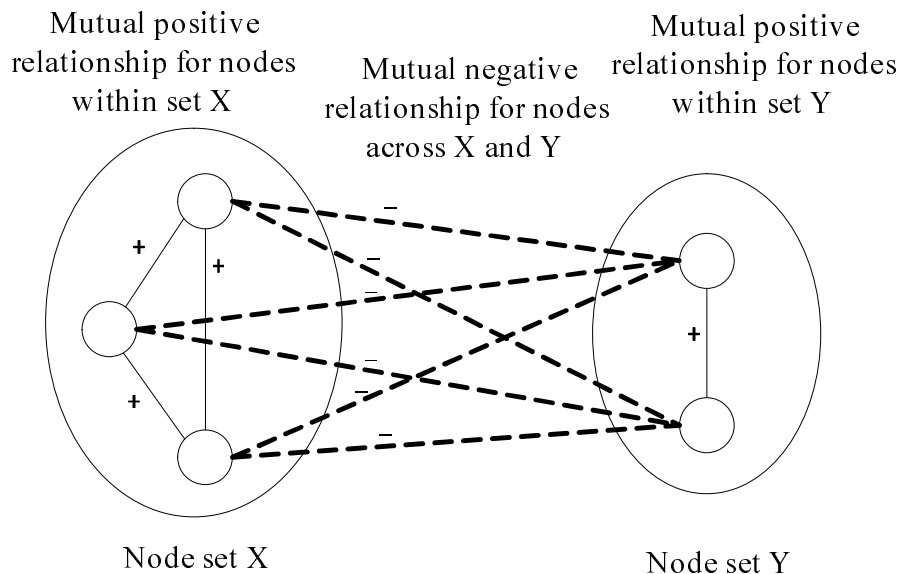 Mutual positive
relationship for nodes
within set X
Mutual negative
relationship for nodes
across X and Y
Mutual positive
relationship for nodes
within set Y
+
+
+
–
–
–
–
–
–
+
Node set X
Node set Y